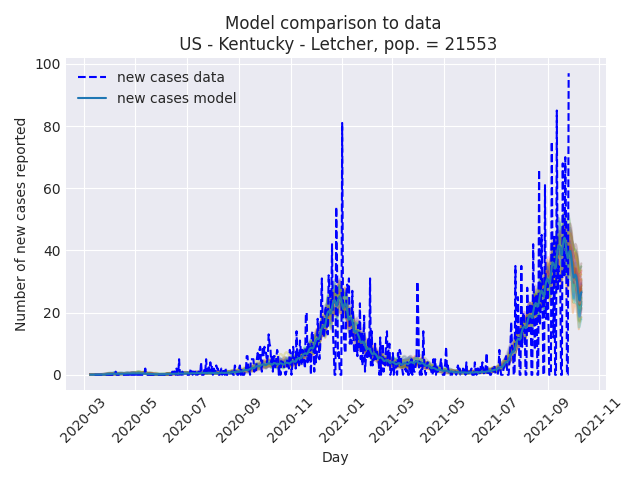 Model comparison to data
US - Kentucky - Letcher, pop. = 21553
new cases data
new cases model
Number of new cases reported
100
80
60
40
20
0
2020-03
2020-05
2020-07
2020-09
2020-11
2021-01
2021-03
2021-05
2021-07
2021-09
2021-11
Day